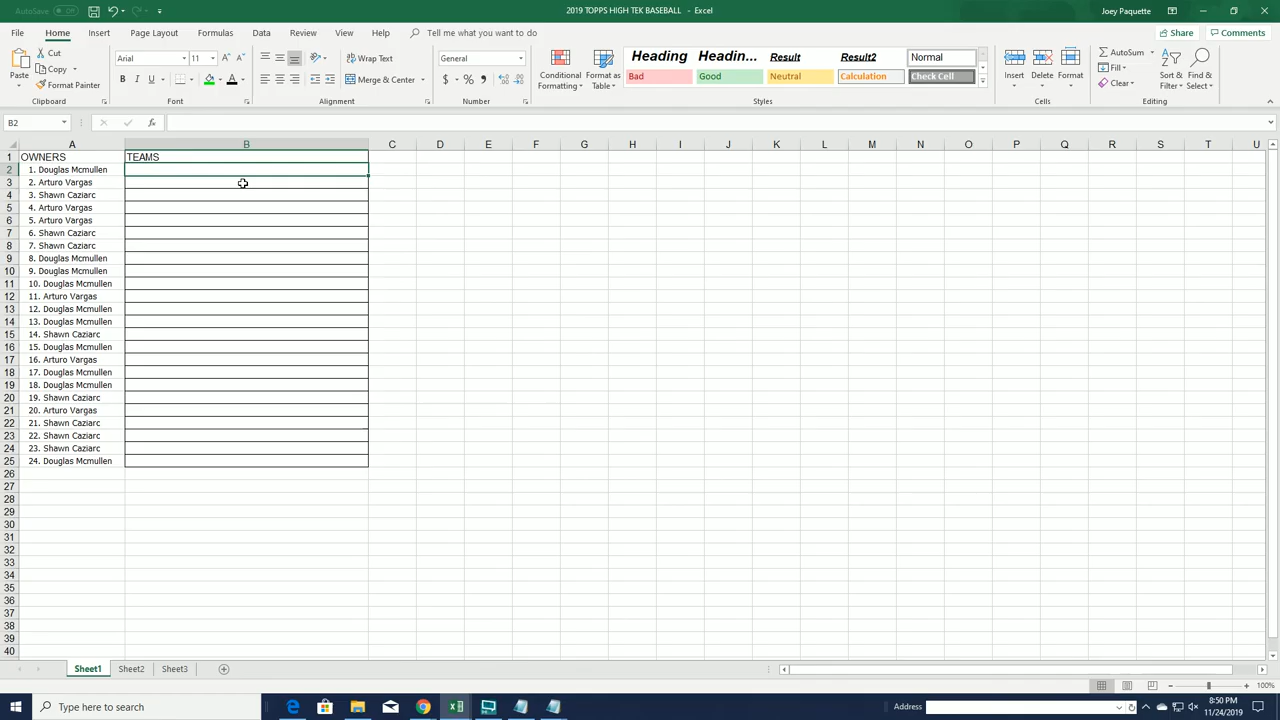 AutoSave Off 2019 TOPPS HIGH TEK BASEBALL - Excel Joey Paquette
File Home Insert Page Layout Formulas Data Review View Help Tell me what you want to do Share Comments
Cut
Copy
Format Painter
Paste
Clipboard
Arial 11
B I U
Font
Wrap Text
Merge & Center
Alignment
General
$ % ,
Number
Conditional Formatting
Format as Table
Heading Headin... Result Result2 Normal
Bad Good Neutral Calculation Check Cell
Styles
Insert Delete Format
Cells
AutoSum
Fill
Clear
Sort & Filter
Find & Select
Editing
B2 fx
A B C D E F G H I J K L M N O P Q R S T U
1 OWNERS TEAMS
2 1. Douglas Mcmullen
3 2. Arturo Vargas
4 3. Shawn Caziarc
5 4. Arturo Vargas
6 5. Arturo Vargas
7 6. Shawn Caziarc
8 7. Shawn Caziarc
9 8. Douglas Mcmullen
10 9. Douglas Mcmullen
11 10. Douglas Mcmullen
12 11. Arturo Vargas
13 12. Douglas Mcmullen
14 13. Douglas Mcmullen
15 14. Shawn Caziarc
16 15. Douglas Mcmullen
17 16. Arturo Vargas
18 17. Douglas Mcmullen
19 18. Douglas Mcmullen
20 19. Shawn Caziarc
21 20. Arturo Vargas
22 21. Shawn Caziarc
23 22. Shawn Caziarc
24 23. Shawn Caziarc
25 24. Douglas Mcmullen
26
27
28
29
30
31
32
33
34
35
36
37
38
39
40
Sheet1 Sheet2 Sheet3
100%
Type here to search
Address
8:50 PM
11/24/2019